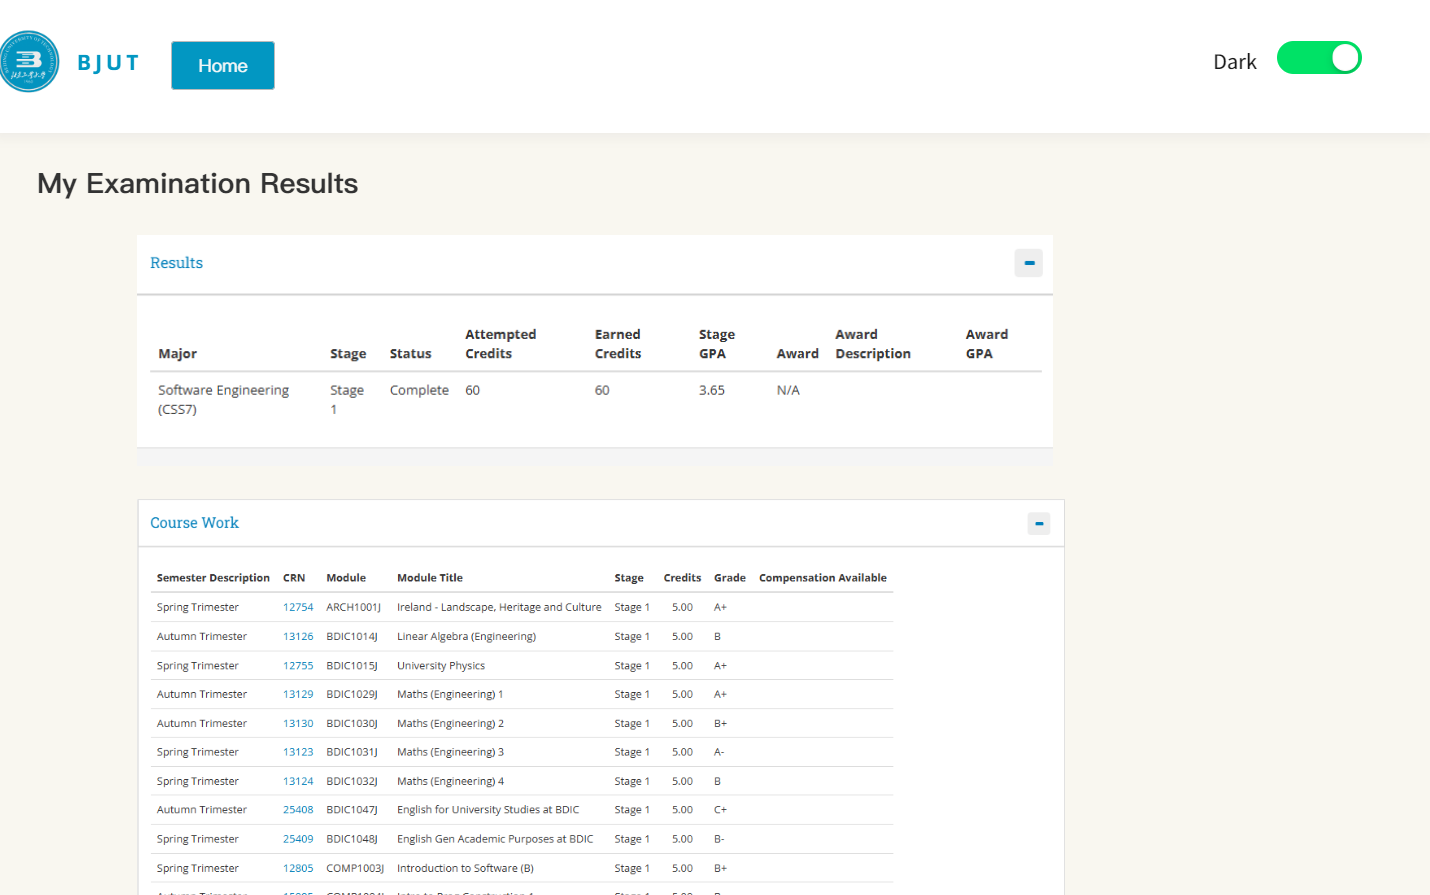 BJUT
Home
Dark
My Examination Results
Results
Major Stage Status Attempted Credits Earned Credits Stage GPA Award Award Description Award GPA
Software Engineering (CSS7) Stage 1 Complete 60 60 3.65 N/A
Course Work
Semester Description CRN Module Module Title Stage Credits Grade Compensation Available
Spring Trimester 12754 ARCH1001J Ireland - Landscape, Heritage and Culture Stage 1 5.00 A+
Autumn Trimester 13126 BDIC1014J Linear Algebra (Engineering) Stage 1 5.00 B
Spring Trimester 12755 BDIC1015J University Physics Stage 1 5.00 A+
Autumn Trimester 13129 BDIC1029J Maths (Engineering) 1 Stage 1 5.00 A+
Autumn Trimester 13130 BDIC1030J Maths (Engineering) 2 Stage 1 5.00 B+
Spring Trimester 13123 BDIC1031J Maths (Engineering) 3 Stage 1 5.00 A-
Spring Trimester 13124 BDIC1032J Maths (Engineering) 4 Stage 1 5.00 B
Autumn Trimester 25408 BDIC1047J English for University Studies at BDIC Stage 1 5.00 C+
Spring Trimester 25409 BDIC1048J English Gen Academic Purposes at BDIC Stage 1 5.00 B-
Spring Trimester 12805 COMP1003J Introduction to Software (B) Stage 1 5.00 B+